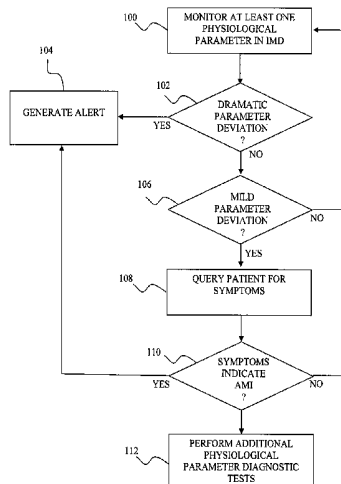 100
MONITOR AT LEAST ONE
PHYSIOLOGICAL
PARAMETER IN IMD
104
GENERATE ALERT
102
DRAMATIC
PARAMETER
DEVIATION
?
YES
NO
106
MILD
PARAMETER
DEVIATION
?
NO
YES
108
QUERY PATIENT FOR
SYMPTOMS
110
SYMPTOMS
INDICATE
AMI
?
YES
NO
112
PERFORM ADDITIONAL
PHYSIOLOGICAL
PARAMETER DIAGNOSTIC
TESTS